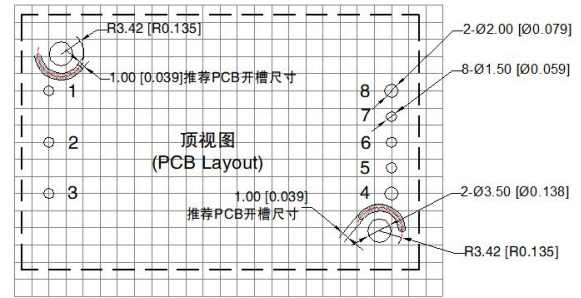 R3.42 [R0.135]
2-Ø2.00 [Ø0.079]
1.00 [0.039]推荐PCB开槽尺寸
8-Ø1.50 [Ø0.059]
1
8
7
2
顶视图
6
(PCB Layout)
5
3
4
1.00 [0.039]
推荐PCB开槽尺寸
2-Ø3.50 [Ø0.138]
R3.42 [R0.135]